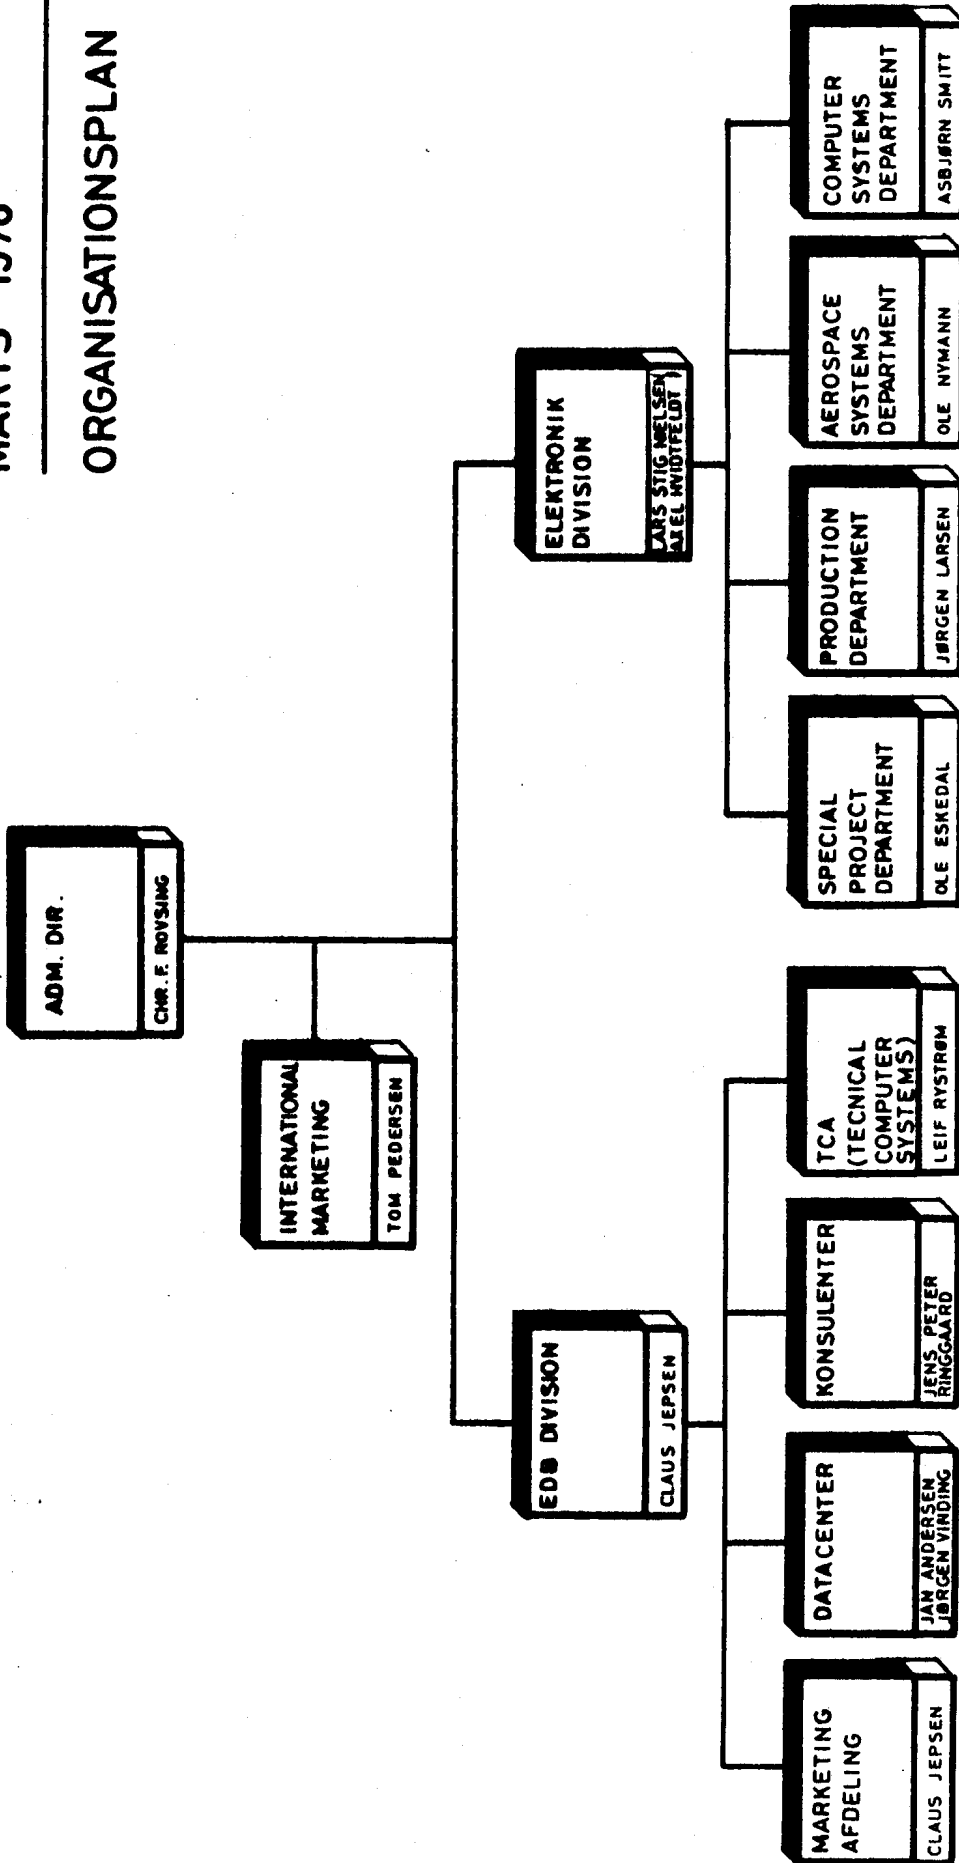 MARTS 1978
ORGANISATIONSPLAN
ADM. DIR.
CHR. F. ROVSING
INTERNATIONAL
MARKETING
TOM PEDERSEN
EDB DIVISION
CLAUS JEPSEN
ELEKTRONIK
DIVISION
LARS STIG NIELSEN
(AXEL HVIDTFELDT)
MARKETING
AFDELING
CLAUS JEPSEN
DATACENTER
JAN ANDERSEN
JØRGEN VINDING
KONSULENTER
JENS PETER
RINGGAARD
TCA
(TECNICAL
COMPUTER
SYSTEMS)
LEIF RYSTRØM
SPECIAL
PROJECT
DEPARTMENT
OLE ESKEDAL
PRODUCTION
DEPARTMENT
JØRGEN LARSEN
AEROSPACE
SYSTEMS
DEPARTMENT
OLE NYMANN
COMPUTER
SYSTEMS
DEPARTMENT
ASBJØRN SMITT